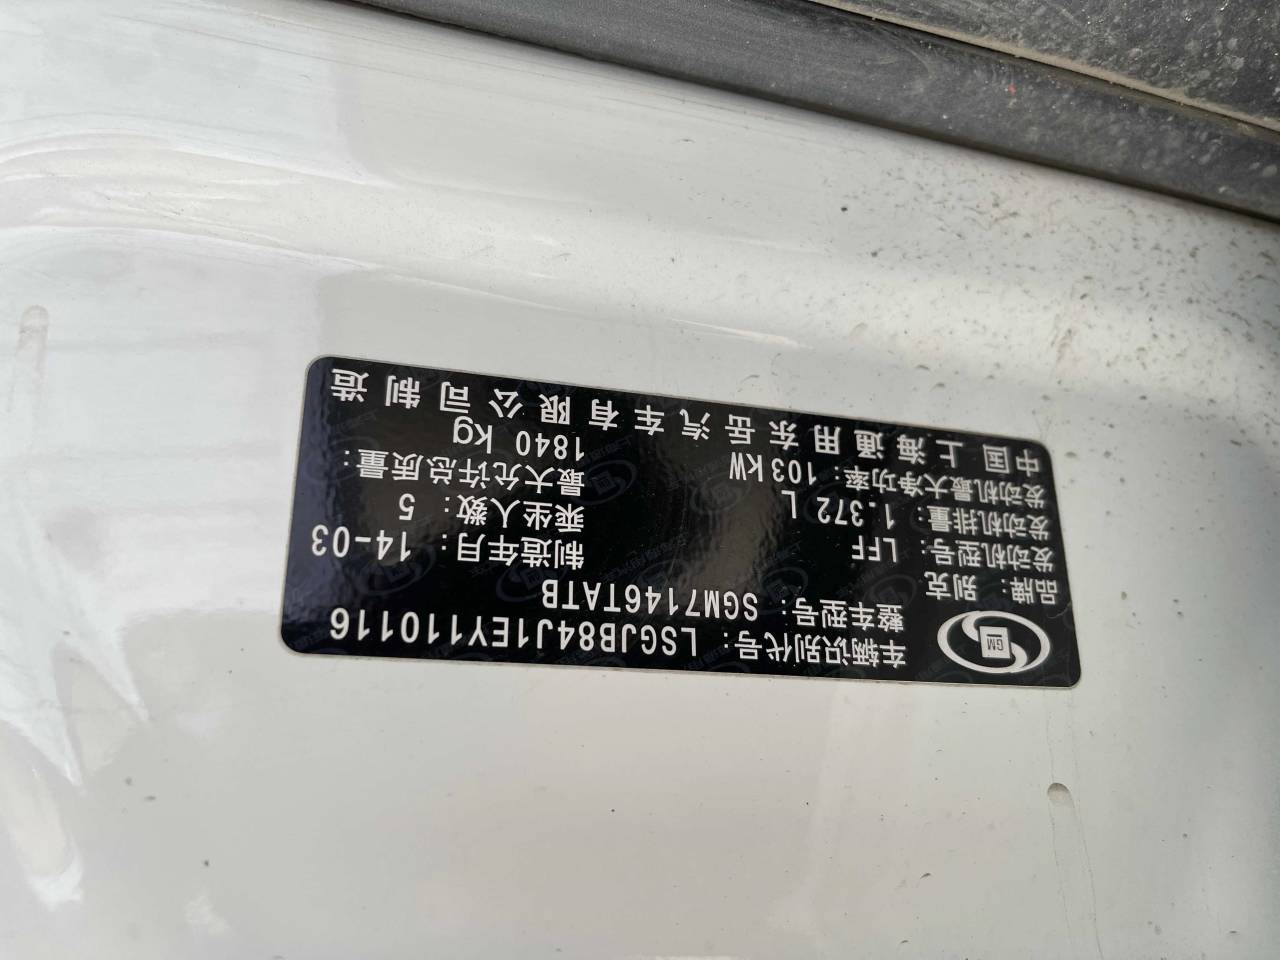 GM
车辆识别代号: LSGJB84J1EY110116
整车型号: SGM7146TATB
品牌: 别克
发动机型号: LFF 制造年月: 14-03
发动机排量: 1.372 L 乘坐人数: 5
发动机最大净功率: 103 kW 最大允许总质量: 1840 kg
中国上海通用东岳汽车有限公司制造